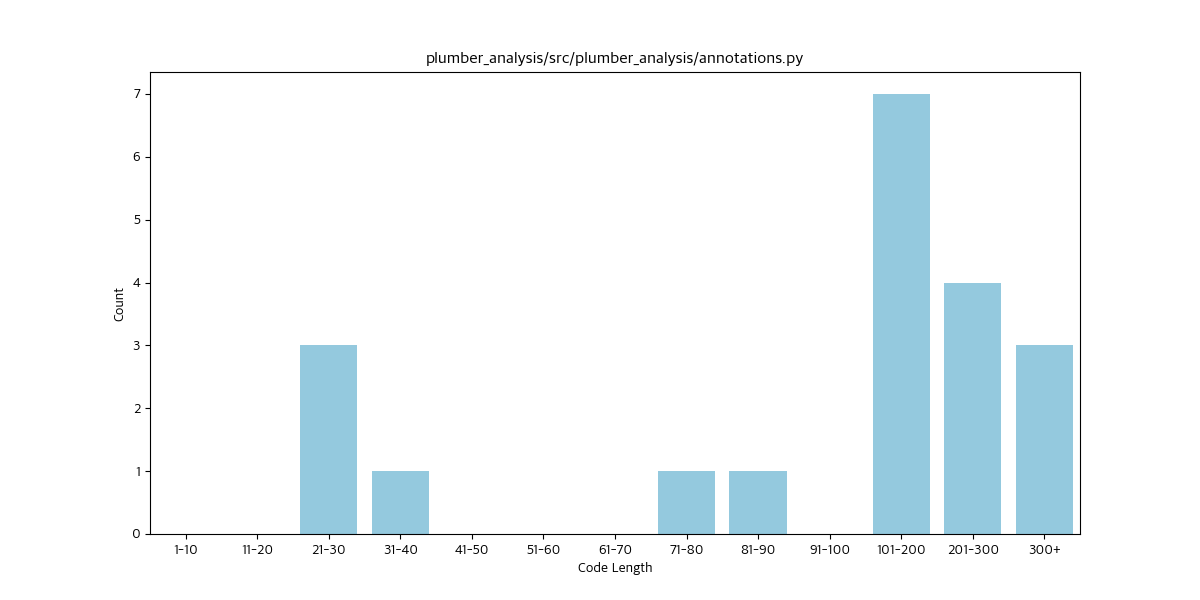 plumber_analysis/src/plumber_analysis/annotations.py
7
6
5
4
3
2
1
0
Count
1-10 11-20 21-30 31-40 41-50 51-60 61-70 71-80 81-90 91-100 101-200 201-300 300+
Code Length